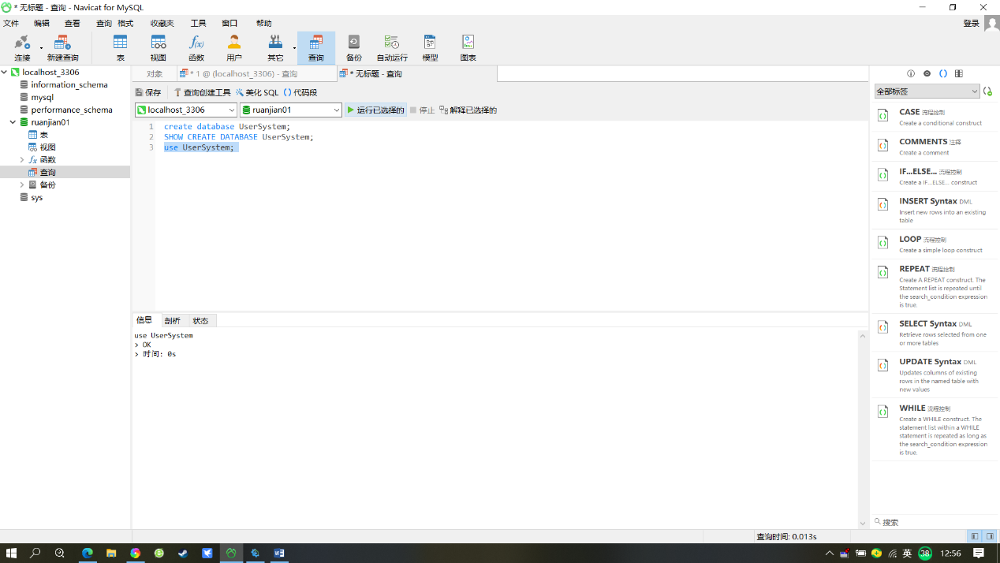 * 无标题 - 查询 - Navicat for MySQL
文件 编辑 查看 查询 格式 收藏夹 工具 窗口 帮助 登录
连接 新建查询 表 视图 函数 用户 其它 查询 备份 自动运行 模型 图表
localhost_3306
information_schema
mysql
performance_schema
ruanjian01
表
视图
函数
查询
备份
sys
对象 * 1 @ (localhost_3306) - 查询 * 无标题 - 查询
保存 查询创建工具 美化 SQL () 代码段
localhost_3306 ruanjian01 运行已选择的 停止 解释已选择的
1 create database UserSystem;
2 SHOW CREATE DATABASE UserSystem;
3 use UserSystem;
信息 剖析 状态
use UserSystem
> OK
> 时间: 0s
全部标签
CASE 流程控制
Create a conditional construct
COMMENTS 注释
Create a comment
IF...ELSE... 流程控制
Create a IF...ELSE... construct
INSERT Syntax DML
Insert new rows into an existing
table
LOOP 流程控制
Create a simple loop construct
REPEAT 流程控制
Create A REPEAT construct. The
Statement list is repeated until
the search_condition expression
is true.
SELECT Syntax DML
Retrieve rows selected from one
or more tables
UPDATE Syntax DML
Updates columns of existing
rows in the named table with
new values
WHILE 流程控制
Create a WHILE construct. The
statement list within a WHILE
statement is repeated as long as
the search_condition expression
is true.
搜索
查询时间: 0.013s
英 38 12:56